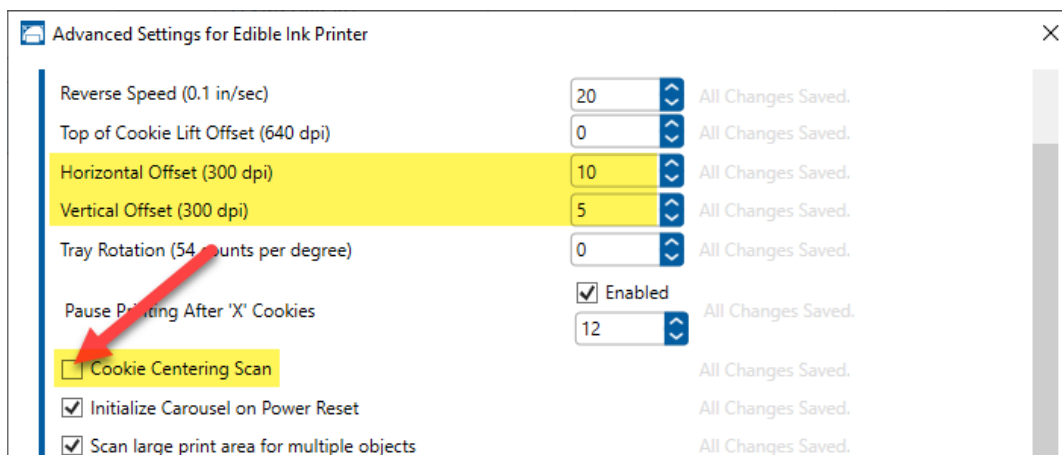 Advanced Settings for Edible Ink Printer
Reverse Speed (0.1 in/sec) 20 All Changes Saved.
Top of Cookie Lift Offset (640 dpi) 0 All Changes Saved.
Horizontal Offset (300 dpi) 10 All Changes Saved.
Vertical Offset (300 dpi) 5 All Changes Saved.
Tray Rotation (54 counts per degree) 0 All Changes Saved.
Enabled
Pause Printing After 'X' Cookies All Changes Saved.
12
Cookie Centering Scan All Changes Saved.
Initialize Carousel on Power Reset All Changes Saved.
Scan large print area for multiple objects All Changes Saved.